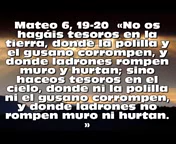 Mateo 6, 19-20 «No os
hagáis tesoros en la
tierra, donde la polilla y
el gusano corrompen, y
donde ladrones rompen
muro y hurtan; sino
haceos tesoros en el
cielo, donde ni la polilla
ni el gusano corrompen,
y donde ladrones no
rompen muro ni hurtan.
»